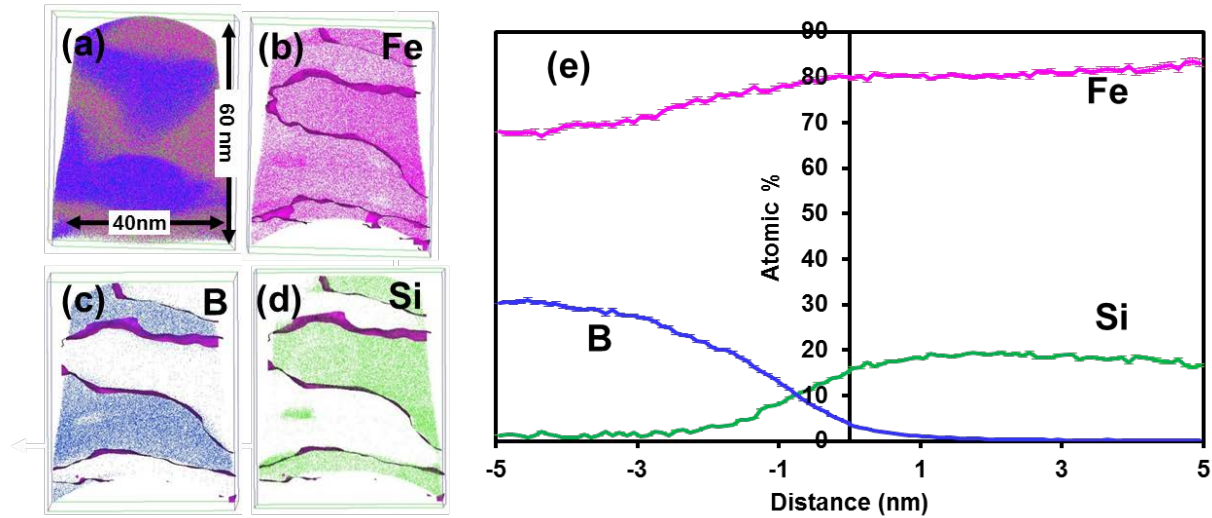 (a)
60 nm
40nm
(b) Fe
(c) B
(d) Si
(e)
Atomic %
90
80
70
60
50
40
30
20
10
0
Fe
Si
B
-5 -3 -1 1 3 5
Distance (nm)